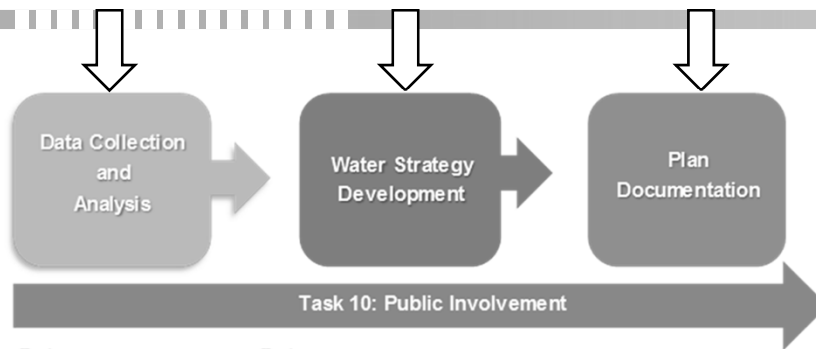 Data Collection
and
Analysis
Water Strategy
Development
Plan
Documentation
Task 10: Public Involvement